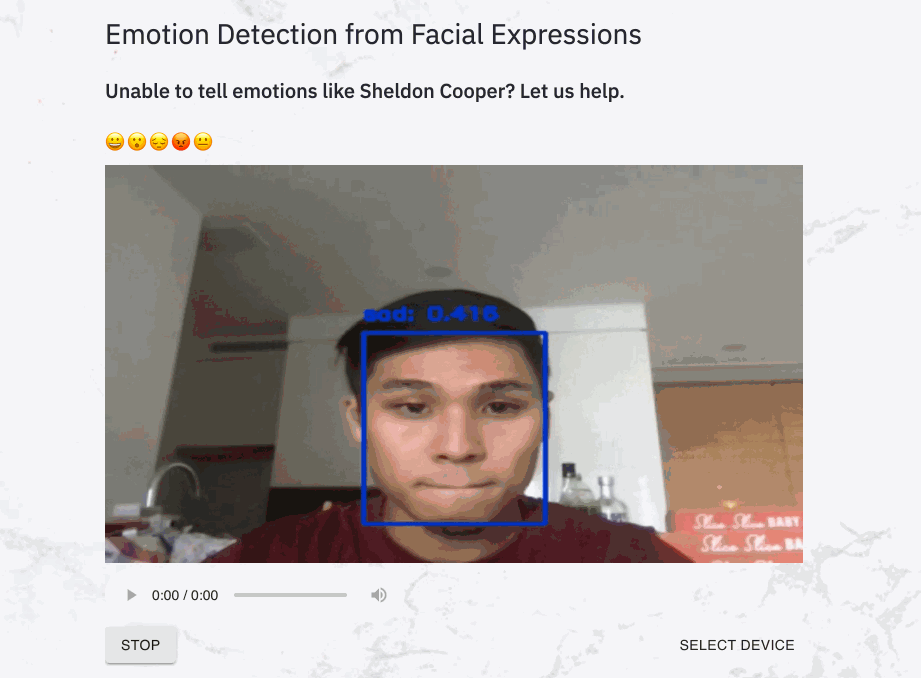 Emotion Detection from Facial Expressions
Unable to tell emotions like Sheldon Cooper? Let us help.
sad: 0.416
Slice Slice BABY
Slice Slice BA
0:00 / 0:00
STOP
SELECT DEVICE